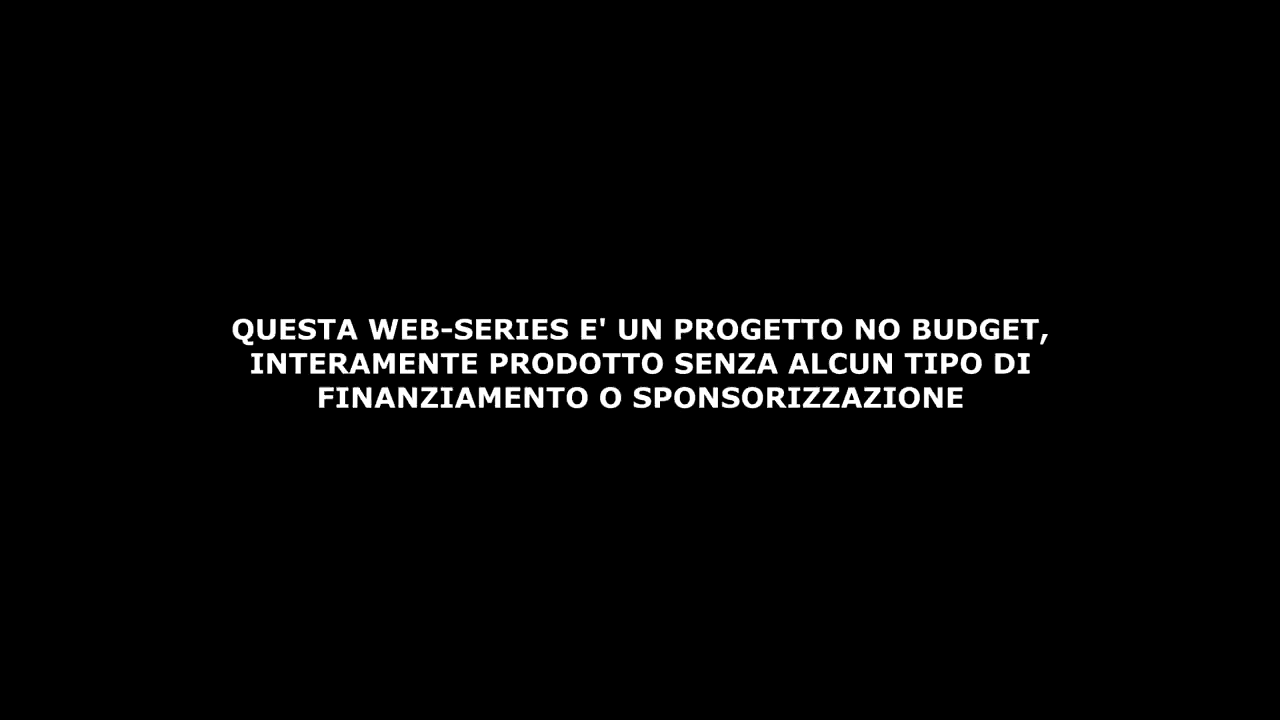 QUESTA WEB-SERIES E' UN PROGETTO NO BUDGET,
INTERAMENTE PRODOTTO SENZA ALCUN TIPO DI
FINANZIAMENTO O SPONSORIZZAZIONE